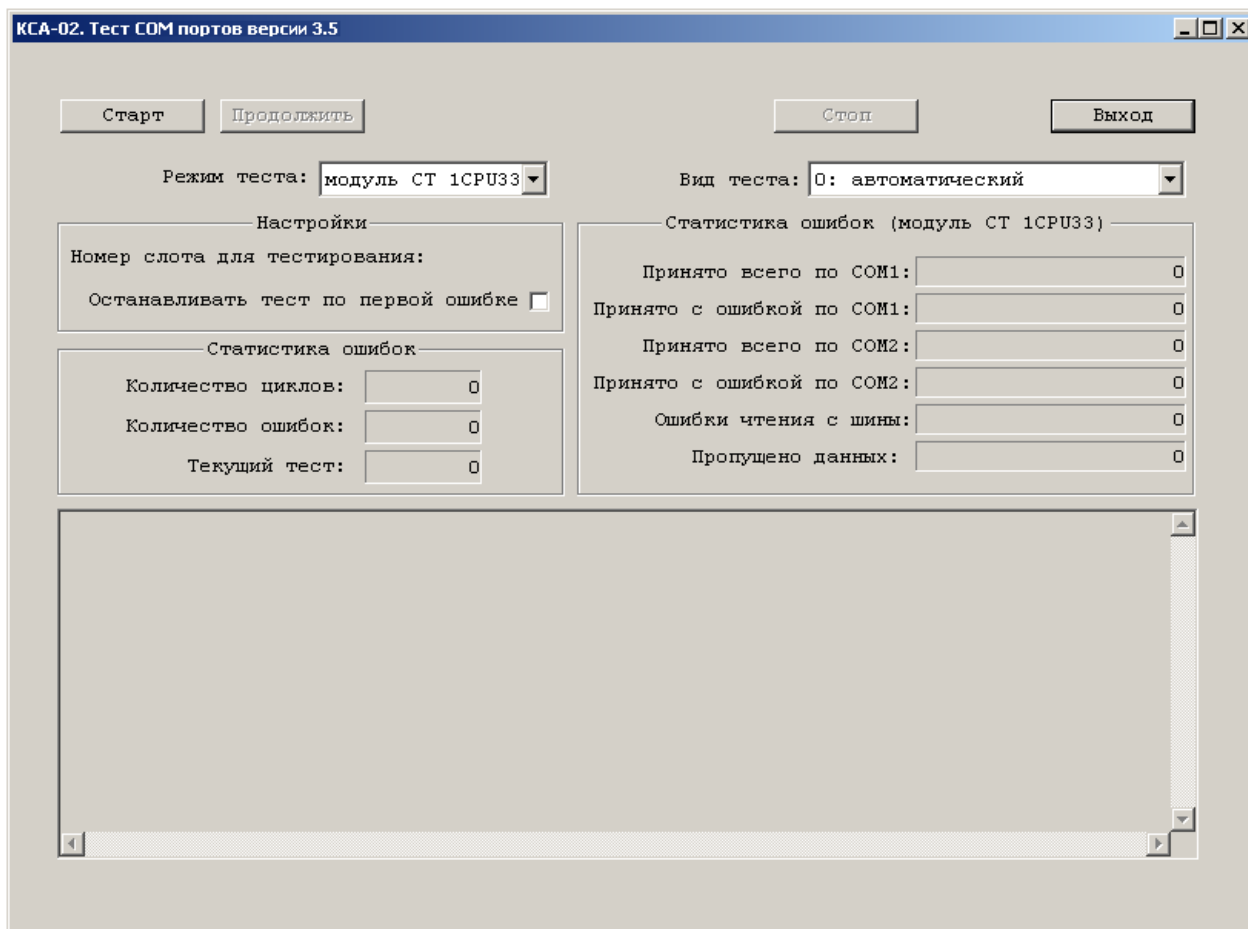 КСА-02. Тест COM портов версии 3.5
Старт
Продолжить
Стоп
Выход
Режим теста: модуль CT 1CPU33
Вид теста: 0: автоматический
Настройки
Номер слота для тестирования:
Останавливать тест по первой ошибке
Статистика ошибок
Количество циклов: 0
Количество ошибок: 0
Текущий тест: 0
Статистика ошибок (модуль CT 1CPU33)
Принято всего по COM1: 0
Принято с ошибкой по COM1: 0
Принято всего по COM2: 0
Принято с ошибкой по COM2: 0
Ошибки чтения с шины: 0
Пропущено данных: 0